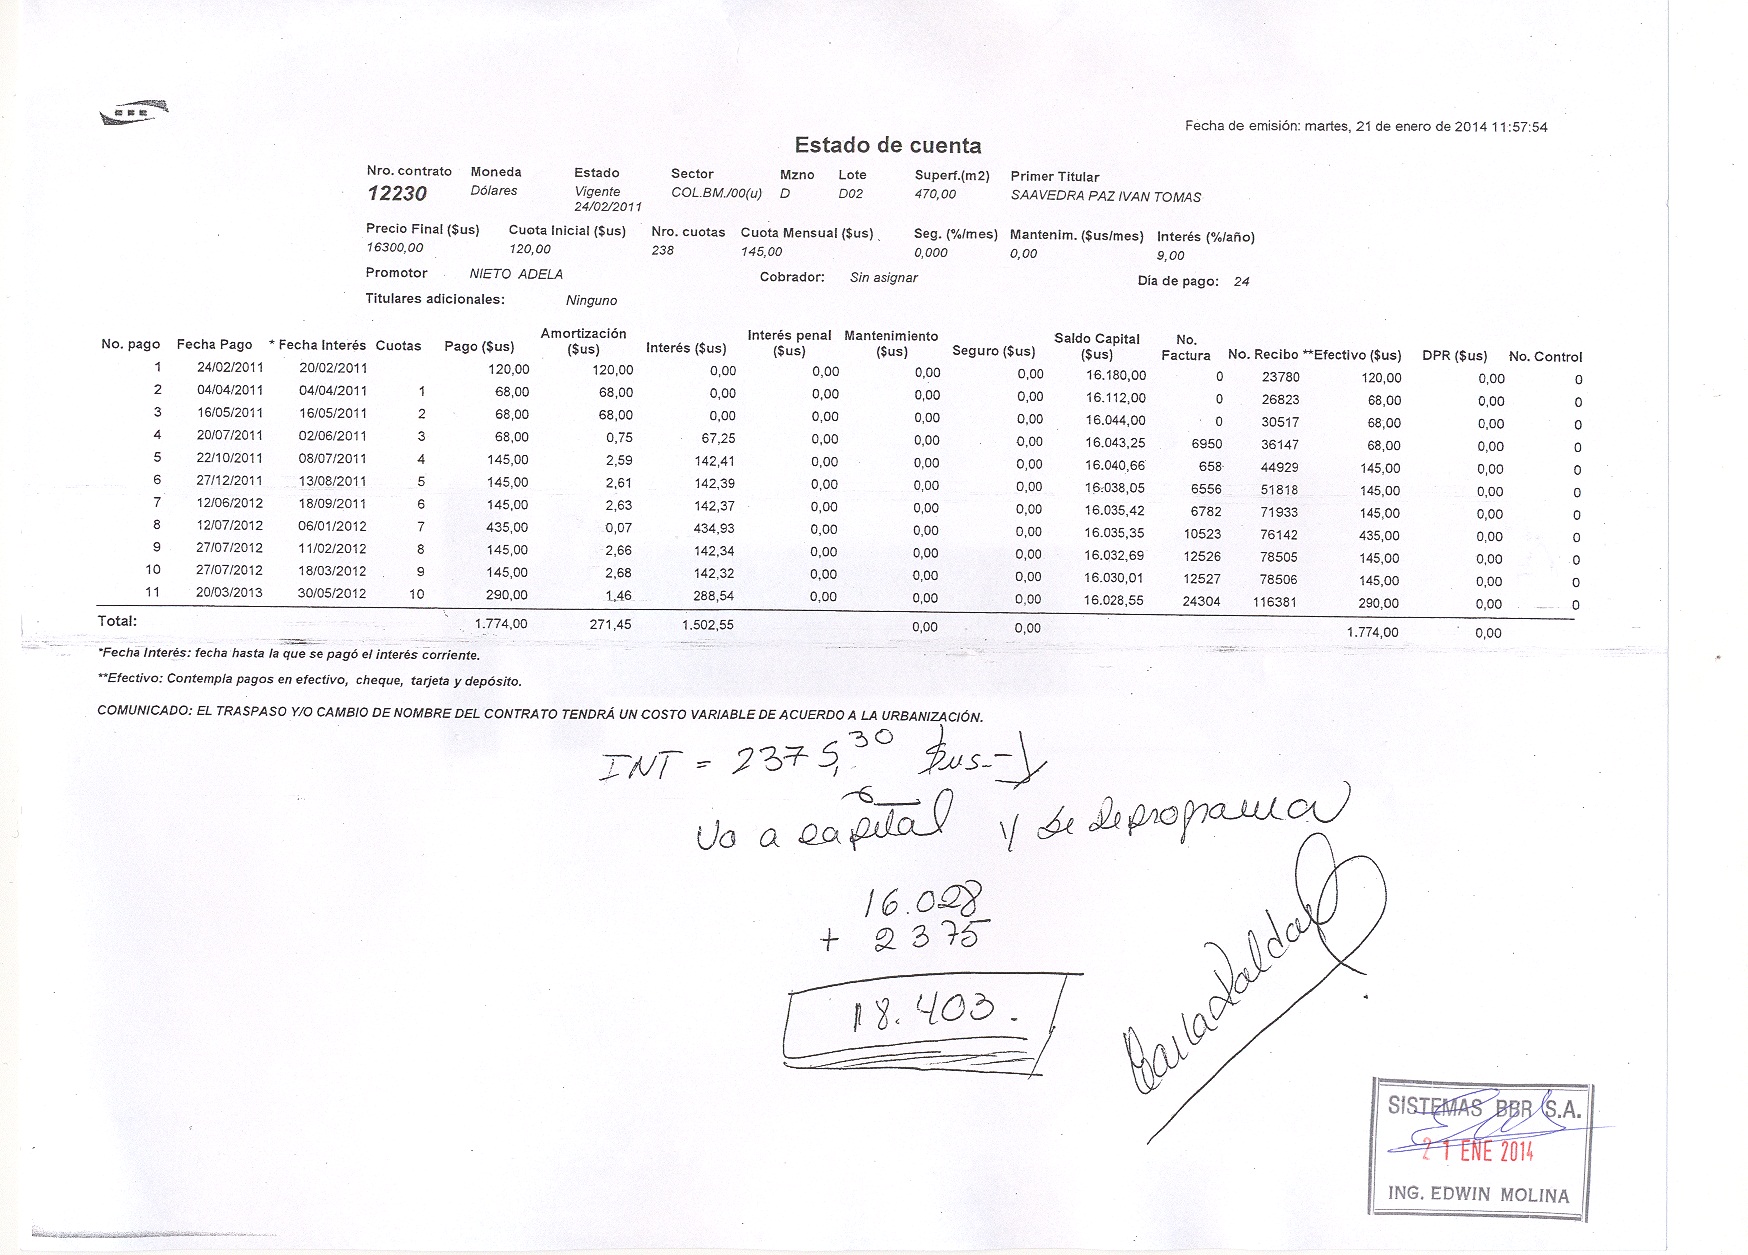 Fecha de emisión: martes, 21 de enero de 2014 11:57:54
Estado de cuenta
Nro. contrato Moneda Estado Sector Mzno Lote Superf.(m2) Primer Titular
12230 Dólares Vigente COL.BM./00(u) D D02 470,00 SAAVEDRA PAZ IVAN TOMAS
24/02/2011
Precio Final ($us) Cuota Inicial ($us) Nro. cuotas Cuota Mensual ($us) Seg. (%/mes) Mantenim. ($us/mes) Interés (%/año)
16300,00 120,00 238 145,00 0,000 0,00 9,00
Promotor NIETO ADELA Cobrador: Sin asignar Día de pago: 24
Titulares adicionales: Ninguno
No. pago Fecha Pago * Fecha Interés Cuotas Pago ($us) Amortización ($us) Interés ($us) Interés penal ($us) Mantenimiento ($us) Seguro ($us) Saldo Capital ($us) No. Factura No. Recibo **Efectivo ($us) DPR ($us) No. Control
1 24/02/2011 20/02/2011 120,00 120,00 0,00 0,00 0,00 0,00 16.180,00 0 23780 120,00 0,00 0
2 04/04/2011 04/04/2011 1 68,00 68,00 0,00 0,00 0,00 0,00 16.112,00 0 26823 68,00 0,00 0
3 16/05/2011 16/05/2011 2 68,00 68,00 0,00 0,00 0,00 0,00 16.044,00 0 30517 68,00 0,00 0
4 20/07/2011 02/06/2011 3 68,00 0,75 67,25 0,00 0,00 0,00 16.043,25 6950 36147 68,00 0,00 0
5 22/10/2011 08/07/2011 4 145,00 2,59 142,41 0,00 0,00 0,00 16.040,66 658 44929 145,00 0,00 0
6 27/12/2011 13/08/2011 5 145,00 2,61 142,39 0,00 0,00 0,00 16.038,05 6556 51818 145,00 0,00 0
7 12/06/2012 18/09/2011 6 145,00 2,63 142,37 0,00 0,00 0,00 16.035,42 6782 71933 145,00 0,00 0
8 12/07/2012 06/01/2012 7 435,00 0,07 434,93 0,00 0,00 0,00 16.035,35 10523 76142 435,00 0,00 0
9 27/07/2012 11/02/2012 8 145,00 2,66 142,34 0,00 0,00 0,00 16.032,69 12526 78505 145,00 0,00 0
10 27/07/2012 18/03/2012 9 145,00 2,68 142,32 0,00 0,00 0,00 16.030,01 12527 78506 145,00 0,00 0
11 20/03/2013 30/05/2012 10 290,00 1,46 288,54 0,00 0,00 0,00 16.028,55 24304 116381 290,00 0,00 0
Total: 1.774,00 271,45 1.502,55 0,00 0,00 1.774,00 0,00
*Fecha Interés: fecha hasta la que se pagó el interés corriente.
**Efectivo: Contempla pagos en efectivo, cheque, tarjeta y depósito.
COMUNICADO: EL TRASPASO Y/O CAMBIO DE NOMBRE DEL CONTRATO TENDRÁ UN COSTO VARIABLE DE ACUERDO A LA URBANIZACIÓN.
INT = 2375,30 $us
va a capital y se reprograma
16.028
+ 2375
18.403.
SISTEMAS BBR S.A.
21 ENE 2014
ING. EDWIN MOLINA